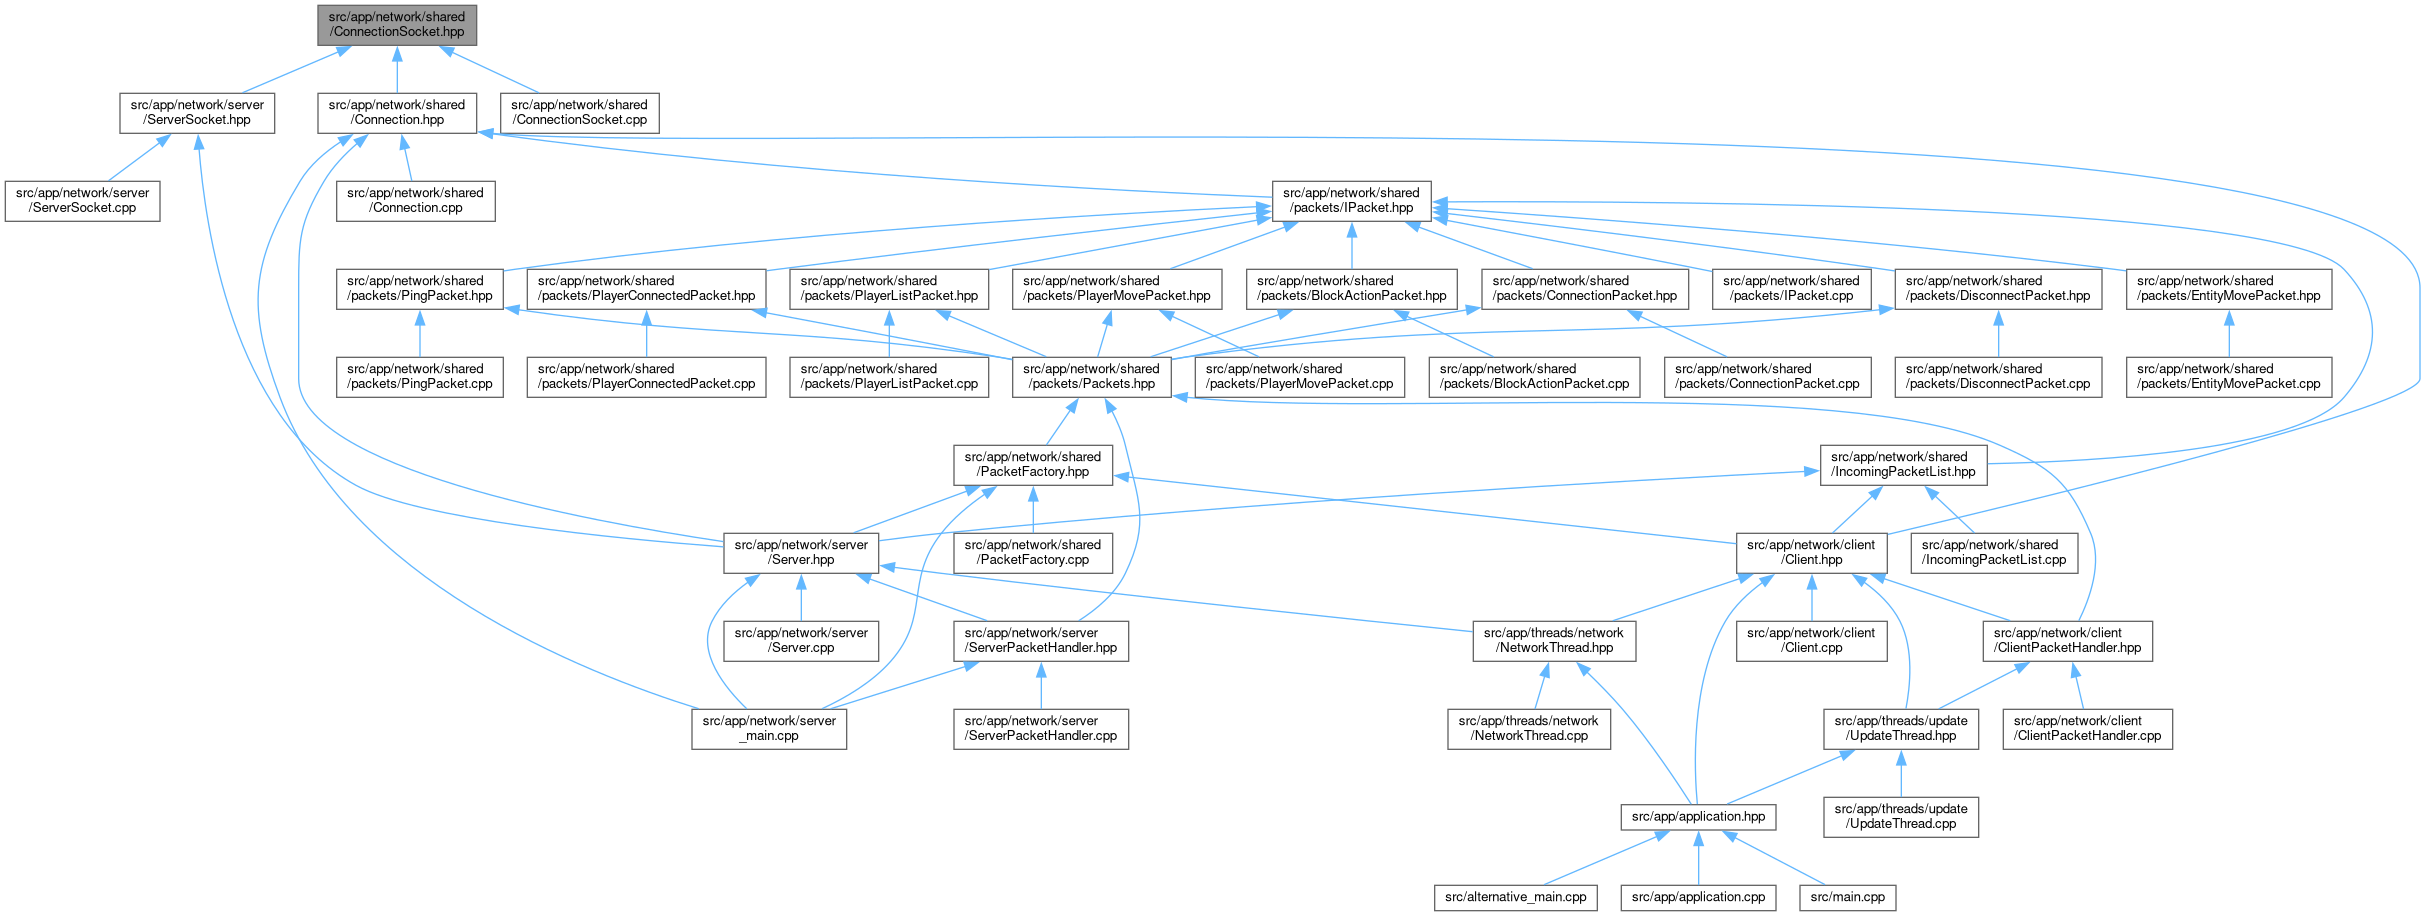 src/app/network/shared
/ConnectionSocket.hpp
src/app/network/server
/ServerSocket.hpp
src/app/network/shared
/Connection.hpp
src/app/network/shared
/ConnectionSocket.cpp
src/app/network/server
/ServerSocket.cpp
src/app/network/shared
/Connection.cpp
src/app/network/shared
/packets/IPacket.hpp
src/app/network/shared
/packets/PingPacket.hpp
src/app/network/shared
/packets/PlayerConnectedPacket.hpp
src/app/network/shared
/packets/PlayerListPacket.hpp
src/app/network/shared
/packets/PlayerMovePacket.hpp
src/app/network/shared
/packets/BlockActionPacket.hpp
src/app/network/shared
/packets/ConnectionPacket.hpp
src/app/network/shared
/packets/IPacket.cpp
src/app/network/shared
/packets/DisconnectPacket.hpp
src/app/network/shared
/packets/EntityMovePacket.hpp
src/app/network/shared
/packets/PingPacket.cpp
src/app/network/shared
/packets/PlayerConnectedPacket.cpp
src/app/network/shared
/packets/PlayerListPacket.cpp
src/app/network/shared
/packets/Packets.hpp
src/app/network/shared
/packets/PlayerMovePacket.cpp
src/app/network/shared
/packets/BlockActionPacket.cpp
src/app/network/shared
/packets/ConnectionPacket.cpp
src/app/network/shared
/packets/DisconnectPacket.cpp
src/app/network/shared
/packets/EntityMovePacket.cpp
src/app/network/shared
/PacketFactory.hpp
src/app/network/shared
/IncomingPacketList.hpp
src/app/network/server
/Server.hpp
src/app/network/shared
/PacketFactory.cpp
src/app/network/client
/Client.hpp
src/app/network/shared
/IncomingPacketList.cpp
src/app/network/server
/Server.cpp
src/app/network/server
/ServerPacketHandler.hpp
src/app/threads/network
/NetworkThread.hpp
src/app/network/client
/Client.cpp
src/app/network/client
/ClientPacketHandler.hpp
src/app/network/server
_main.cpp
src/app/network/server
/ServerPacketHandler.cpp
src/app/threads/network
/NetworkThread.cpp
src/app/threads/update
/UpdateThread.hpp
src/app/network/client
/ClientPacketHandler.cpp
src/app/application.hpp
src/app/threads/update
/UpdateThread.cpp
src/alternative_main.cpp
src/app/application.cpp
src/main.cpp